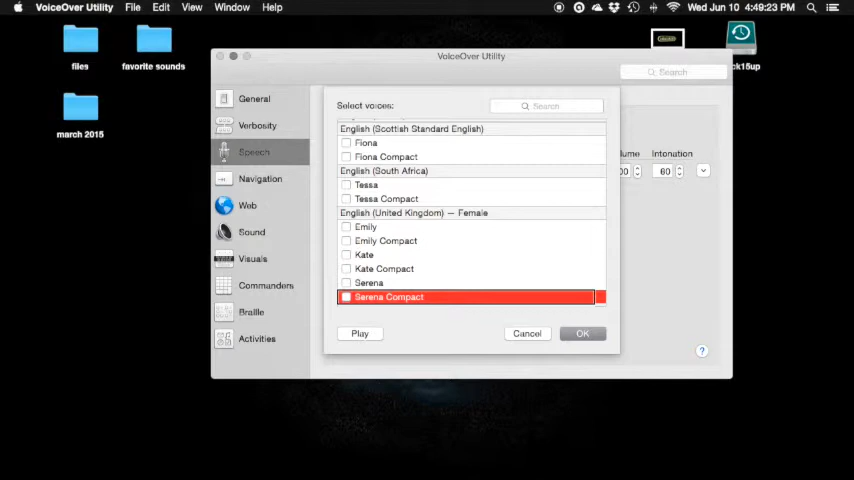 VoiceOver Utility File Edit View Window Help Wed Jun 10 4:49:23 PM
files
favorite sounds
march 2015
VoiceOver Utility
Search
General
Verbosity
Speech
Navigation
Web
Sound
Visuals
Commanders
Braille
Activities
Select voices:
Search
English (Scottish Standard English)
Fiona
Fiona Compact
English (South Africa)
Tessa
Tessa Compact
English (United Kingdom) — Female
Emily
Emily Compact
Kate
Kate Compact
Serena
Serena Compact
Play Cancel OK
Intonation
60
?